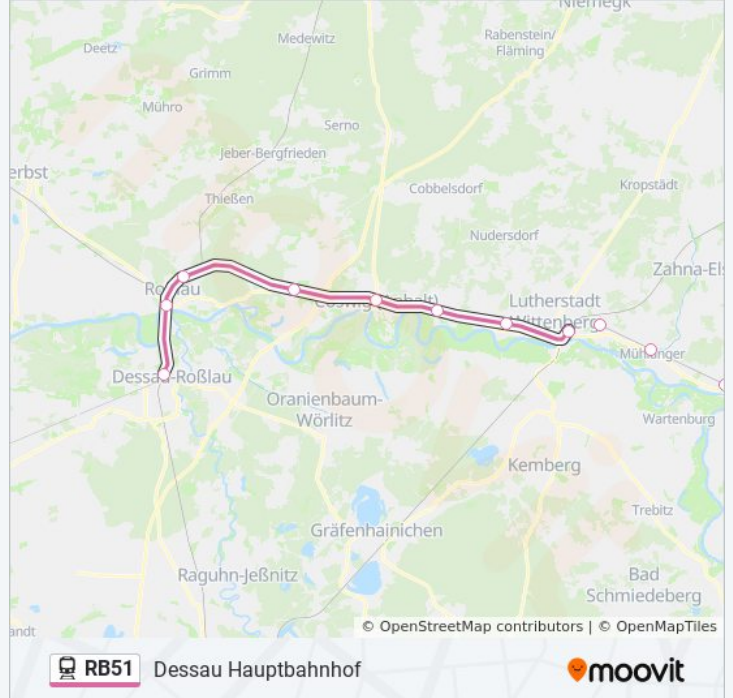 Niemegk
Deetz
Medewitz
Rabenstein/
Fläming
Grimm
Mühro
Serno
Jeber-Bergfrieden
erbst
Cobbelsdorf
Kropstädt
Thießen
Nudersdorf
Zahna-Els
Lutherstadt
Wittenberg
Mühlanger
Dessau-Roßlau
Oranienbaum-
Wörlitz
Wartenburg
Kemberg
Trebitz
Gräfenhainichen
Raguhn-Jeßnitz
Bad
Schmiedeberg
andt
© OpenStreetMap contributors | © OpenMapTiles
RB51 Dessau Hauptbahnhof moovit